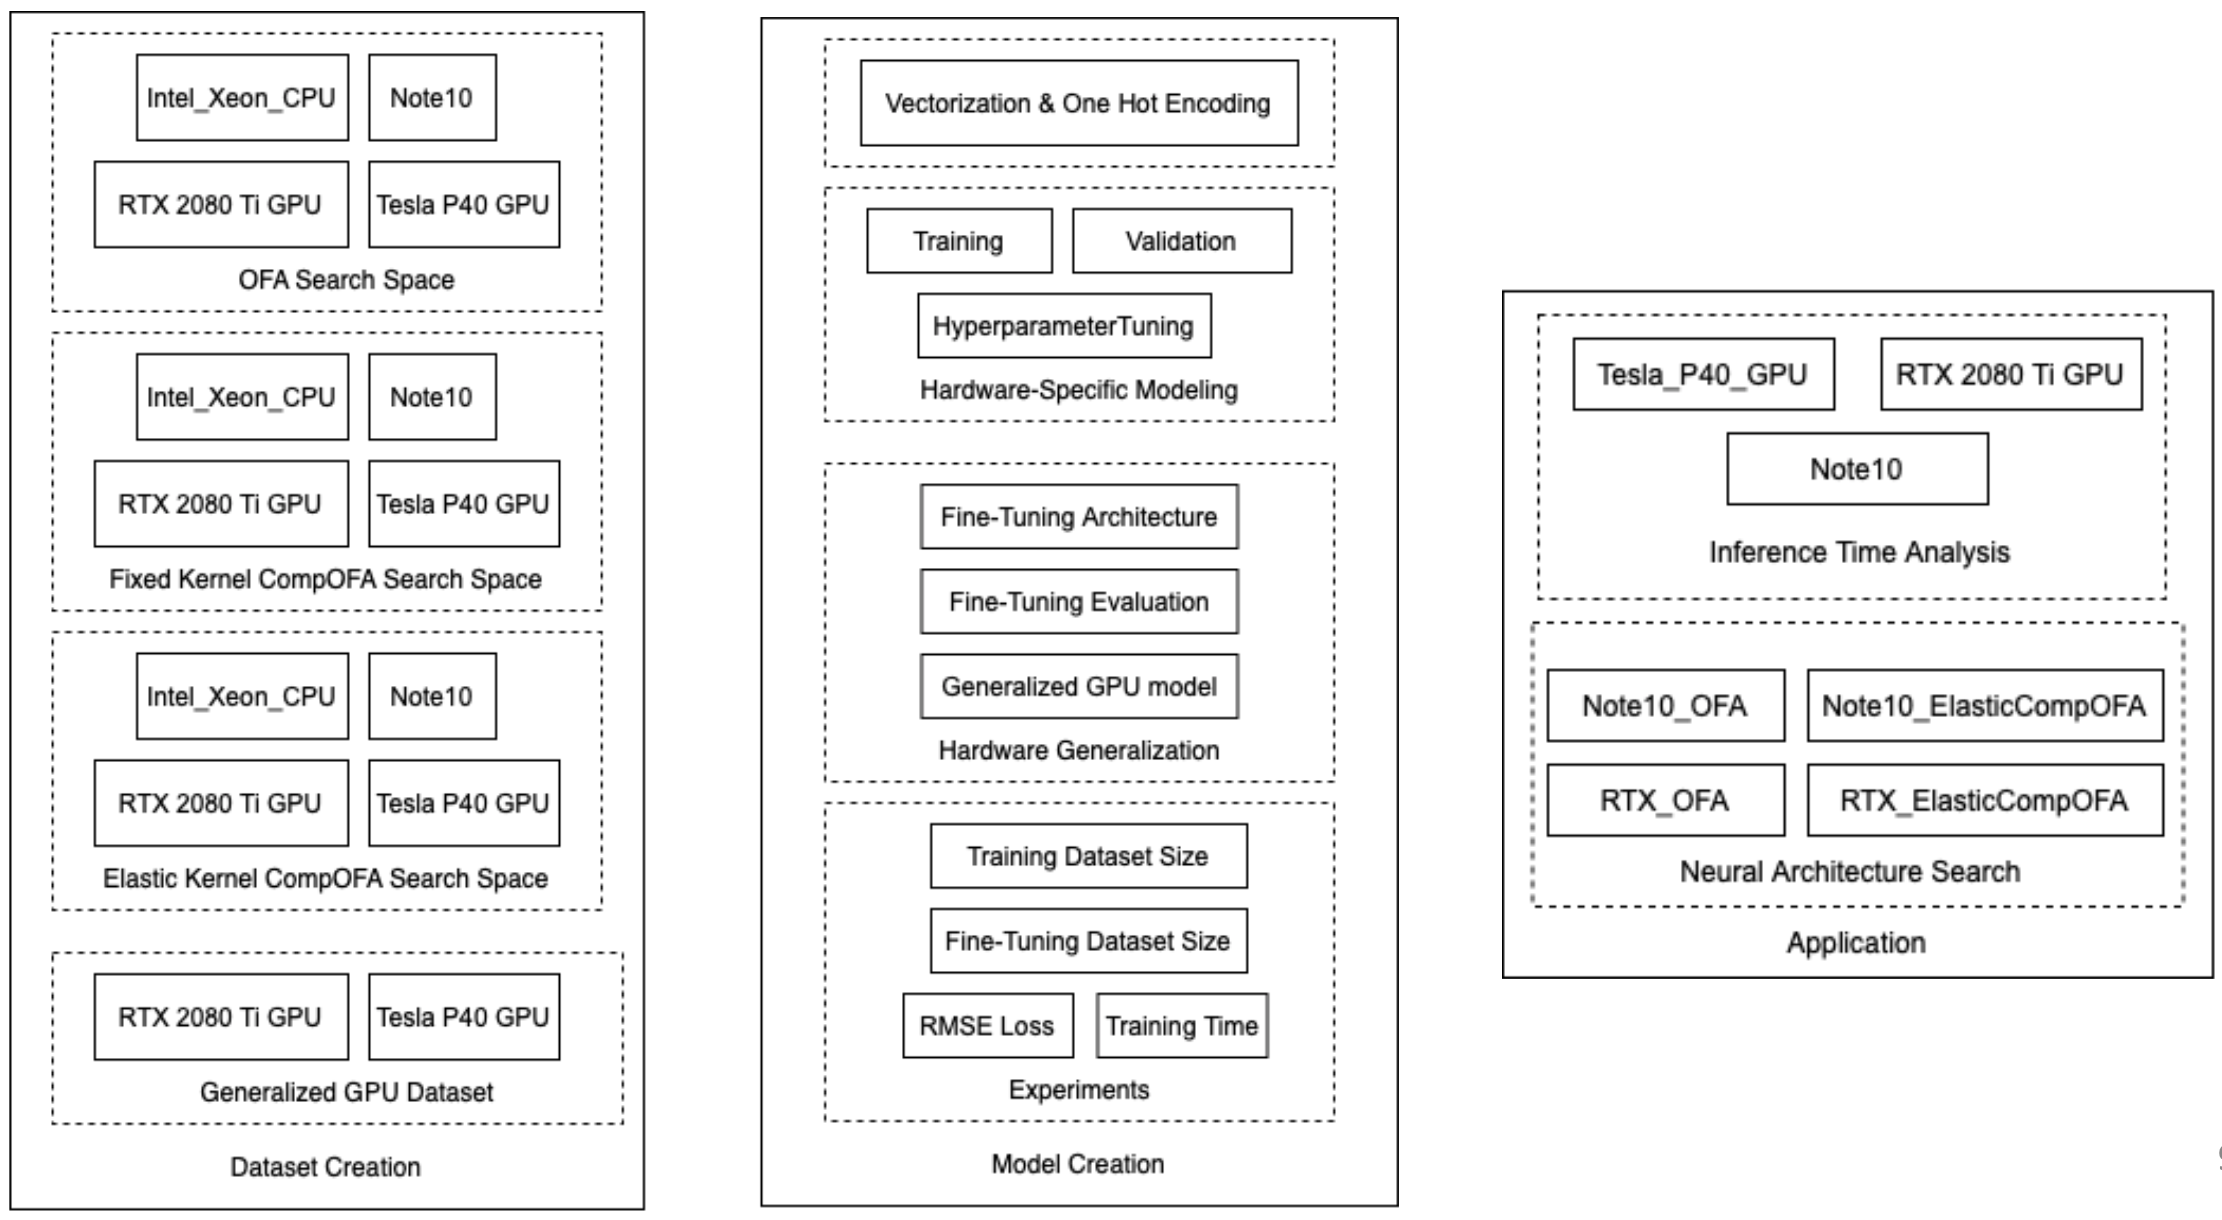 Intel_Xeon_CPU
Note10
RTX 2080 Ti GPU
Tesla P40 GPU
OFA Search Space
Intel_Xeon_CPU
Note10
RTX 2080 Ti GPU
Tesla P40 GPU
Fixed Kernel CompOFA Search Space
Intel_Xeon_CPU
Note10
RTX 2080 Ti GPU
Tesla P40 GPU
Elastic Kernel CompOFA Search Space
RTX 2080 Ti GPU
Tesla P40 GPU
Generalized GPU Dataset
Dataset Creation
Vectorization & One Hot Encoding
Training
Validation
HyperparameterTuning
Hardware-Specific Modeling
Fine-Tuning Architecture
Fine-Tuning Evaluation
Generalized GPU model
Hardware Generalization
Training Dataset Size
Fine-Tuning Dataset Size
RMSE Loss
Training Time
Experiments
Model Creation
Tesla_P40_GPU
RTX 2080 Ti GPU
Note10
Inference Time Analysis
Note10_OFA
Note10_ElasticCompOFA
RTX_OFA
RTX_ElasticCompOFA
Neural Architecture Search
Application